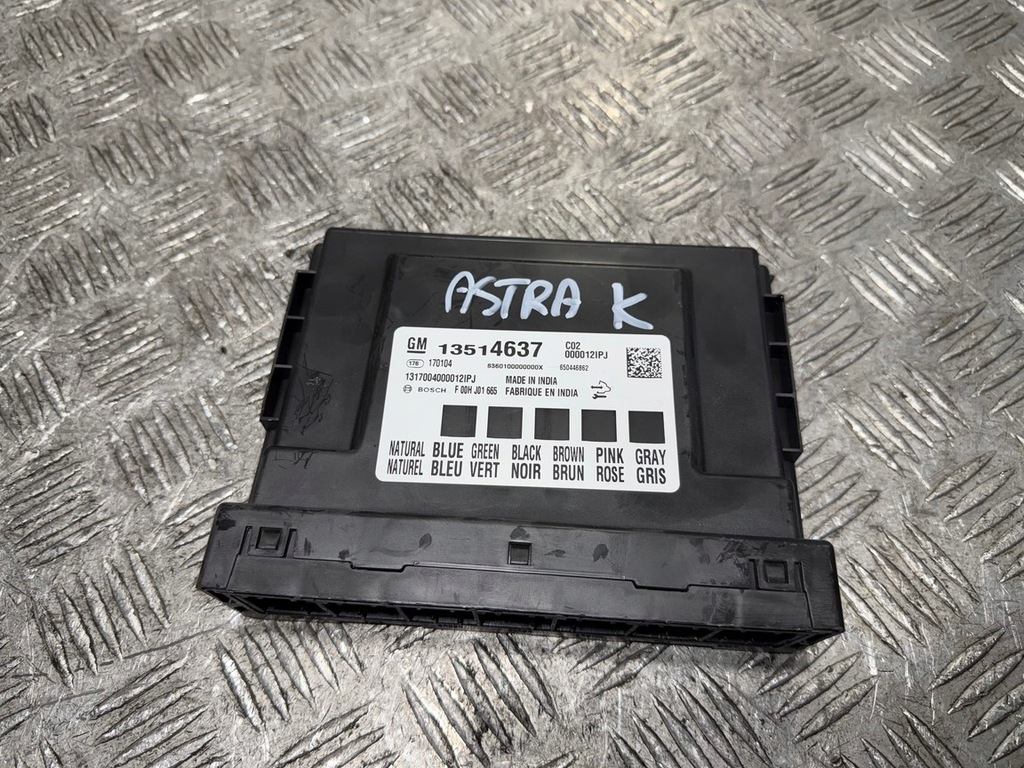 ASTRA K
GM 13514637 C02 000012IPJ
176 170104 8360100000000X 650446862
1317004000012IPJ MADE IN INDIA
BOSCH F 00H J01 665 FABRIQUE EN INDIA
NATURAL BLUE GREEN BLACK BROWN PINK GRAY
NATUREL BLEU VERT NOIR BRUN ROSE GRIS